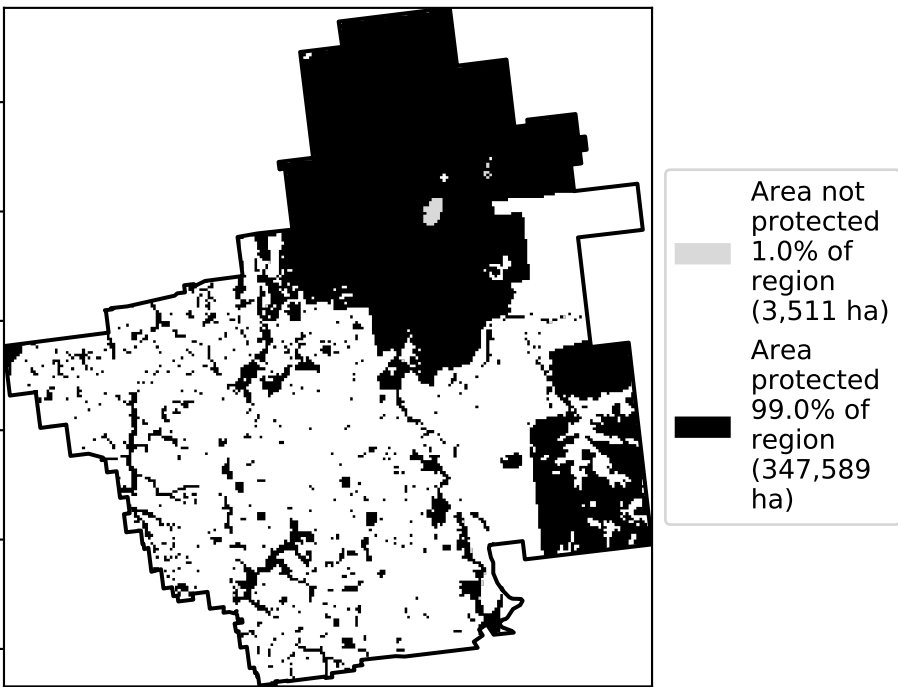 Area not
protected
1.0% of
region
(3,511 ha)
Area
protected
99.0% of
region
(347,589
ha)